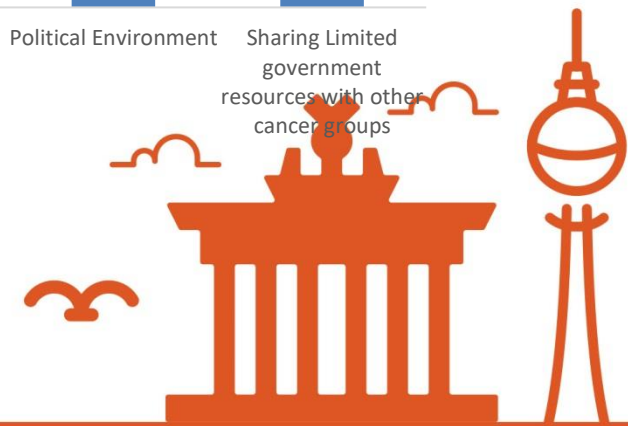 Political Environment
Sharing Limited
government
resources with other
cancer groups